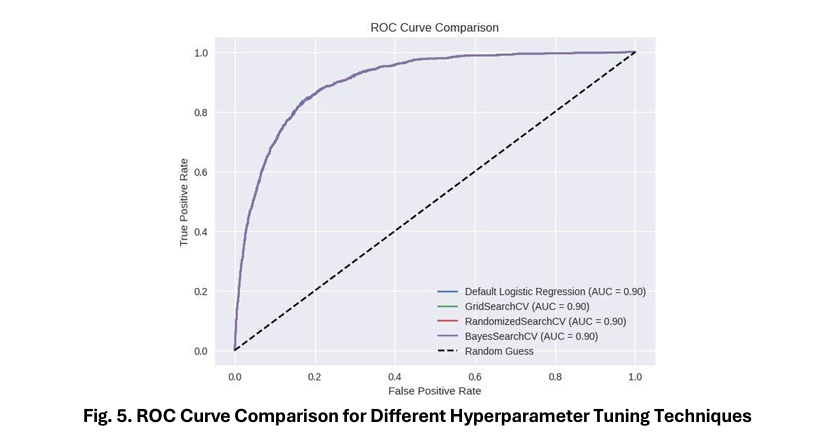 ROC Curve Comparison
1.0
0.8
0.6
0.4
0.2
0.0
True Positive Rate
Default Logistic Regression (AUC = 0.90)
GridSearchCV (AUC = 0.90)
RandomizedSearchCV (AUC = 0.90)
BayesSearchCV (AUC = 0.90)
Random Guess
0.0 0.2 0.4 0.6 0.8 1.0
False Positive Rate
Fig. 5. ROC Curve Comparison for Different Hyperparameter Tuning Techniques